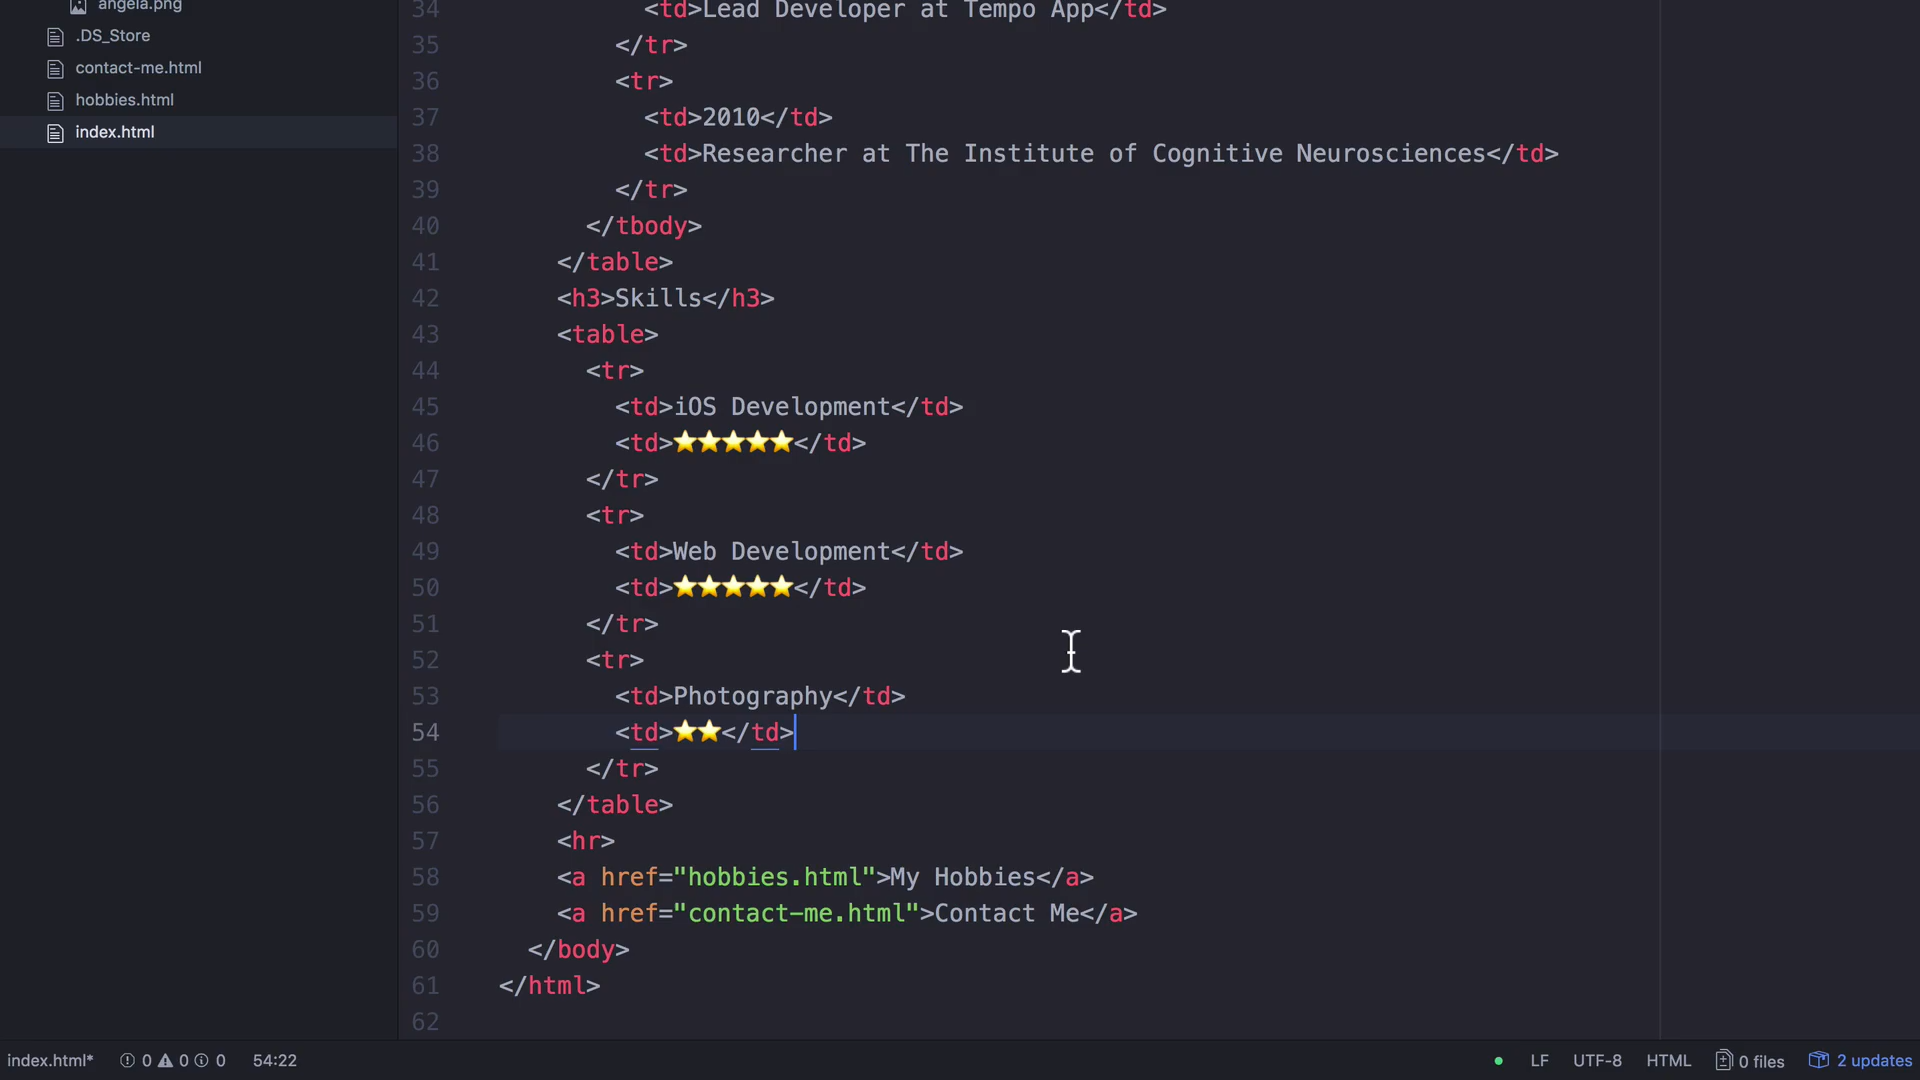 angela.png
.DS_Store
contact-me.html
hobbies.html
index.html
34 <td>Lead Developer at Tempo App</td>
35 </tr>
36 <tr>
37 <td>2010</td>
38 <td>Researcher at The Institute of Cognitive Neurosciences</td>
39 </tr>
40 </tbody>
41 </table>
42 <h3>Skills</h3>
43 <table>
44 <tr>
45 <td>iOS Development</td>
46 <td>⭐⭐⭐⭐⭐</td>
47 </tr>
48 <tr>
49 <td>Web Development</td>
50 <td>⭐⭐⭐⭐⭐</td>
51 </tr>
52 <tr>
53 <td>Photography</td>
54 <td>⭐⭐</td>
55 </tr>
56 </table>
57 <hr>
58 <a href="hobbies.html">My Hobbies</a>
59 <a href="contact-me.html">Contact Me</a>
60 </body>
61 </html>
62
index.html* 0 0 0 54:22 LF UTF-8 HTML 0 files 2 updates